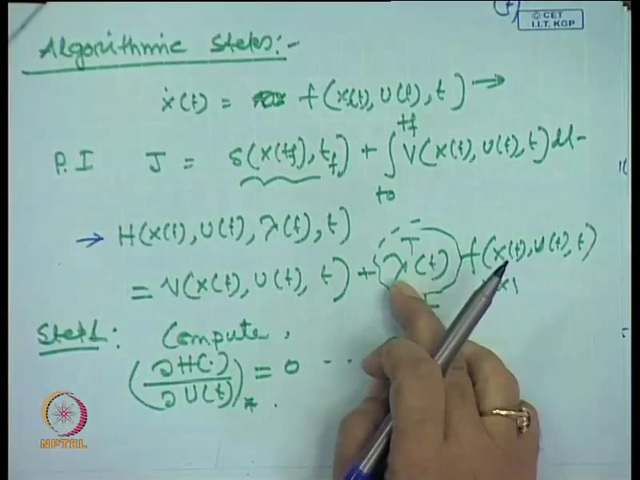 © CET
I.I.T. KGP
Algorithmic Steps:-
ẋ(t) = f(x(t), u(t), t) →
P.I J = S(x(tf), tf) + ∫ t0 tf V(x(t), u(t), t) dt
→ H(x(t), u(t), λ(t), t)
= V(x(t), u(t), t) + λᵀ(t) f(x(t), u(t), t)
Step1: Compute,
(∂H(.)/∂u(t))* = 0 ...
NPTEL